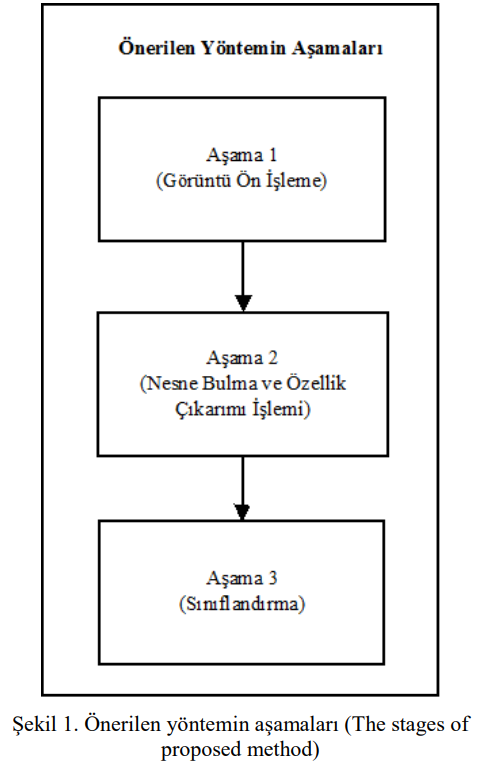 Önerilen Yöntemin Aşamaları
Aşama 1
(Görüntü Ön İşleme)
Aşama 2
(Nesne Bulma ve Özellik
Çıkarımı İşlemi)
Aşama 3
(Sınıflandırma)
Şekil 1. Önerilen yöntemin aşamaları (The stages of
proposed method)